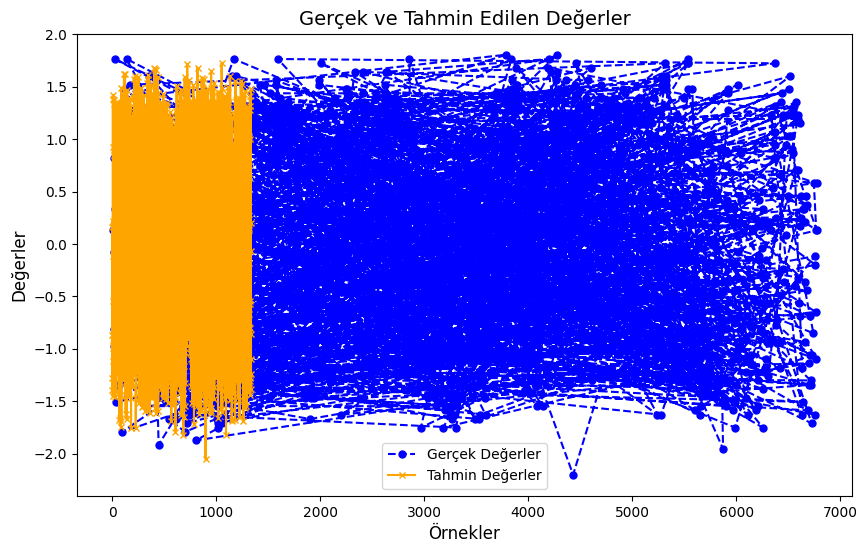 Gerçek ve Tahmin Edilen Değerler
2.0
1.5
1.0
0.5
0.0
−0.5
−1.0
−1.5
−2.0
Değerler
Gerçek Değerler
Tahmin Değerler
0 1000 2000 3000 4000 5000 6000 7000
Örnekler